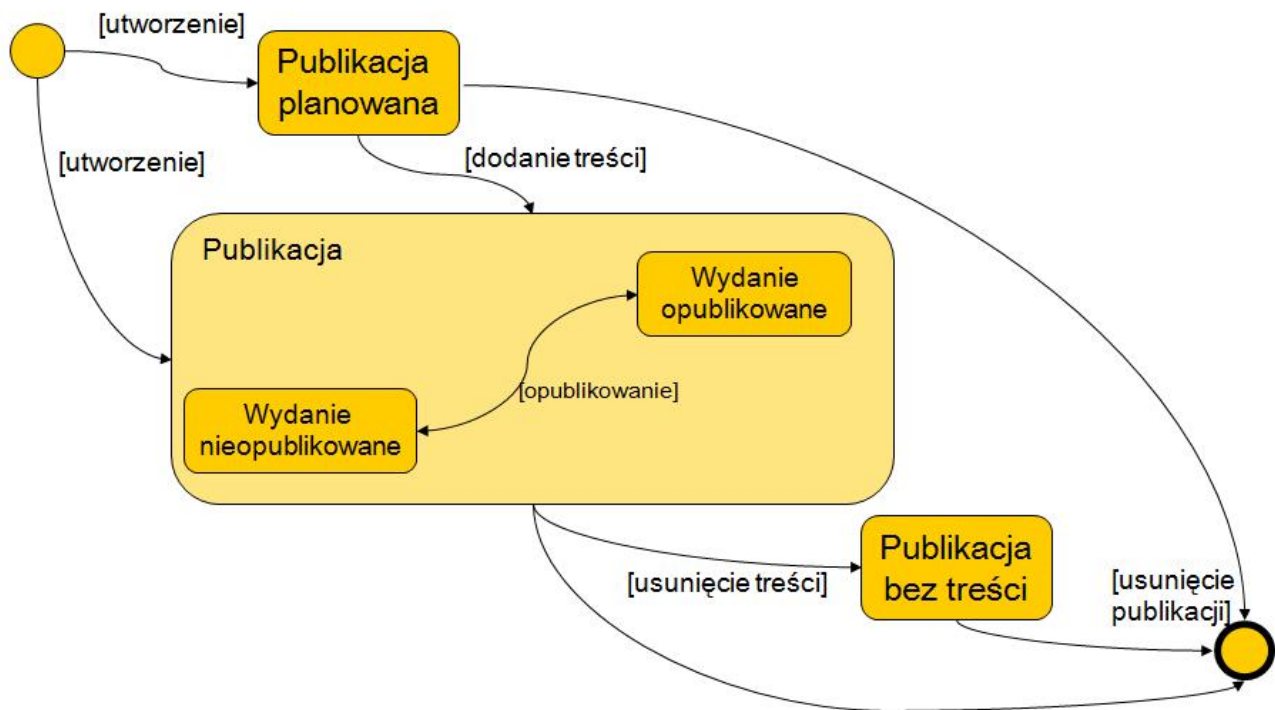 [utworzenie]
Publikacja
planowana
[utworzenie]
[dodanie treści]
Publikacja
Wydanie
opublikowane
[opublikowanie]
Wydanie
nieopublikowane
Publikacja
bez treści
[usunięcie treści]
[usunięcie
publikacji]